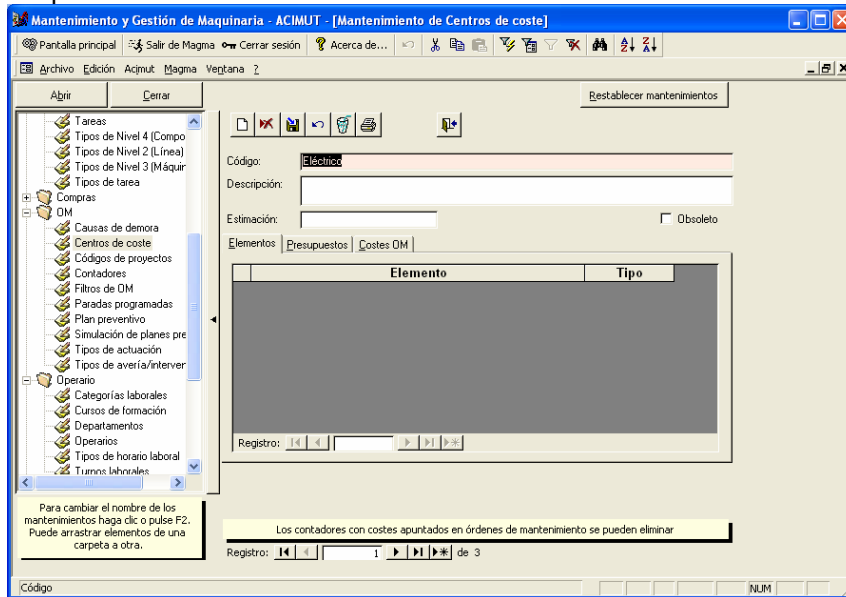 Mantenimiento y Gestión de Maquinaria - ACIMUT - [Mantenimiento de Centros de coste]
Pantalla principal Salir de Magma Cerrar sesión Acerca de...
Archivo Edición Acjmut Magma Ventana ?
Abrir Cerrar Restablecer mantenimientos
Tareas
Tipos de Nivel 4 (Compo
Tipos de Nivel 2 (Línea)
Tipos de Nivel 3 (Máquir
Tipos de tarea
Compras
OM
Causas de demora
Centros de coste
Códigos de proyectos
Contadores
Filtros de OM
Paradas programadas
Plan preventivo
Simulación de planes pre
Tipos de actuación
Tipos de avería/interver
Operario
Categorías laborales
Cursos de formación
Departamentos
Operarios
Tipos de horario laboral
Turnos laborales
Para cambiar el nombre de los
mantenimientos haga clic o pulse F2.
Puede arrastrar elementos de una
carpeta a otra.
Código: Eléctrico
Descripción:
Estimación: Obsoleto
Elementos Presupuestos Costes OM
Elemento Tipo
Registro:
Los contadores con costes apuntados en órdenes de mantenimiento se pueden eliminar
Registro: 1 de 3
Código NUM